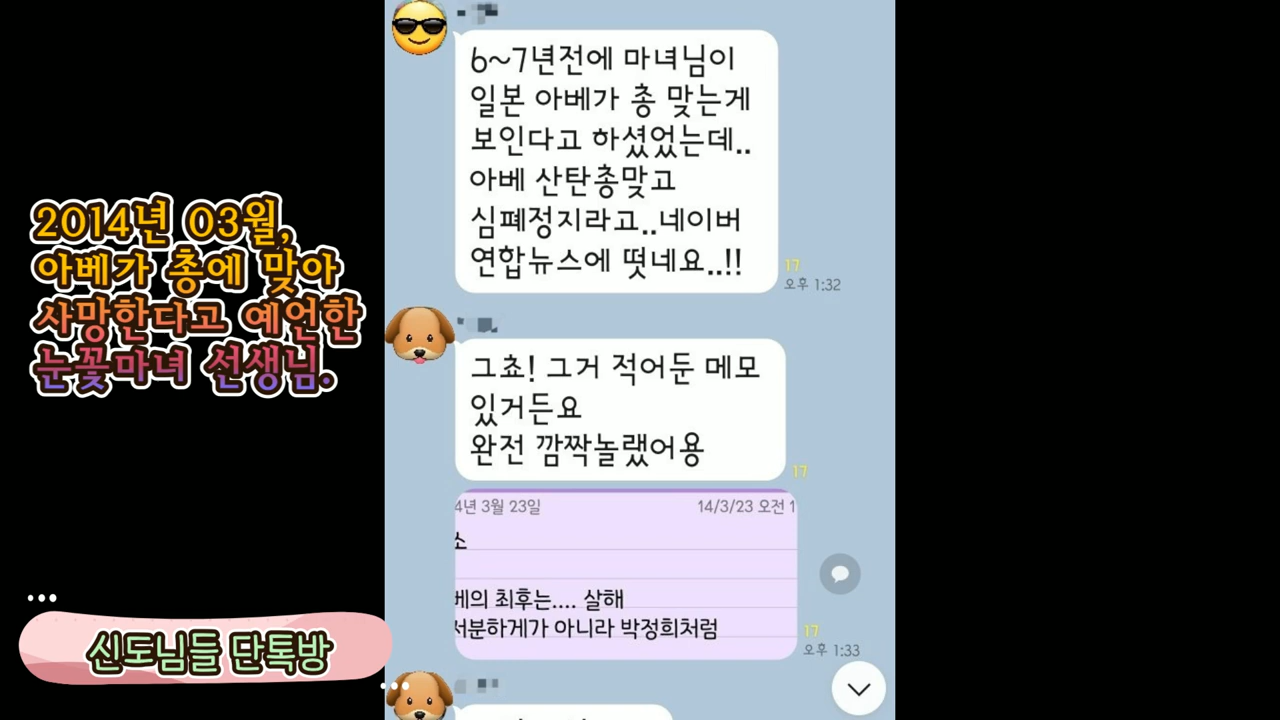 2014년 03월,
아베가 총에 맞아
사망한다고 예언한
눈꽃마녀 선생님.
...
신도님들 단톡방
6~7년전에 마녀님이
일본 아베가 총 맞는게
보인다고 하셨었는데..
아베 산탄총맞고
심폐정지라고..네이버
연합뉴스에 떳네요..!!
17
오후 1:32
그쵸! 그거 적어둔 메모
있거든요
완전 깜짝놀랬어용
17
4년 3월 23일 14/3/23 오전 1
소
베의 최후는.... 살해
서분하게가 아니라 박정희처럼
17
오후 1:33